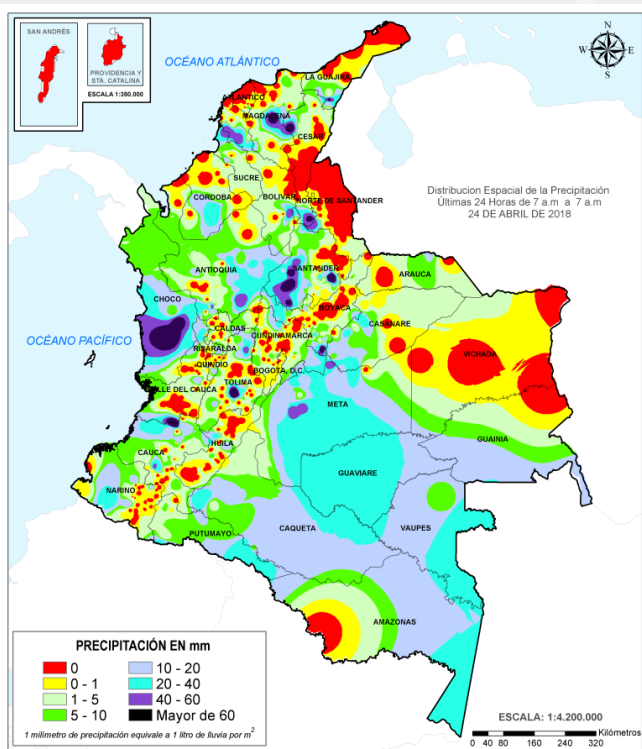 SAN ANDRÉS
PROVIDENCIA Y
STA. CATALINA
ESCALA 1:350.000
OCÉANO ATLÁNTICO
N
W
E
S
LA GUAJIRA
ATLANTICO
MAGDALENA
CESAR
SUCRE
CORDOBA
BOLIVAR
NORTE DE SANTANDER
Distribucion Espacial de la Precipitación
Últimas 24 Horas de 7 a.m a 7 a.m
24 DE ABRIL DE 2018
ANTIOQUIA
SANTANDER
ARAUCA
CHOCO
BOYACA
CASANARE
OCÉANO PACÍFICO
CALDAS
CUNDINAMARCA
RISARALDA
VICHADA
QUINDIO
BOGOTA, D.C.
TOLIMA
VALLE DEL CAUCA
META
GUAINIA
HUILA
CAUCA
GUAVIARE
NARIÑO
CAQUETA
VAUPES
PUTUMAYO
AMAZONAS
PRECIPITACIÓN EN mm
0
10 - 20
0 - 1
20 - 40
1 - 5
40 - 60
5 - 10
Mayor de 60
1 milimetro de precipitación equivale a 1 litro de lluvia por m²
ESCALA: 1:4.200.000
Kilómetros
0 40 80 160 240 320